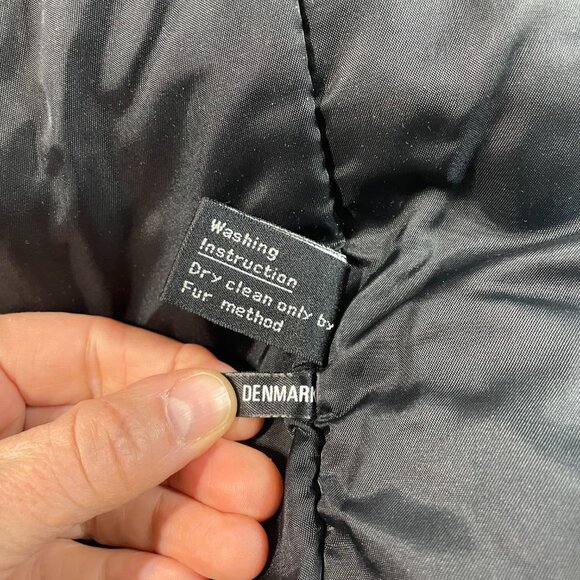 Washing
Instruction
Dry clean only by
Fur method
DENMARK